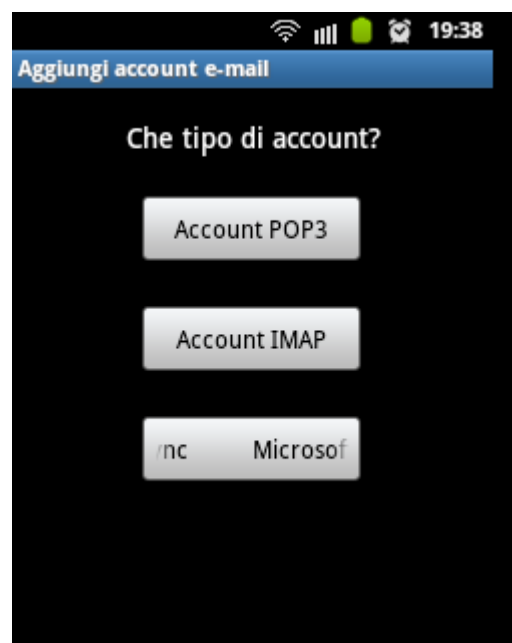 19:38
Aggiungi account e-mail
Che tipo di account?
Account POP3
Account IMAP
ync Microsof